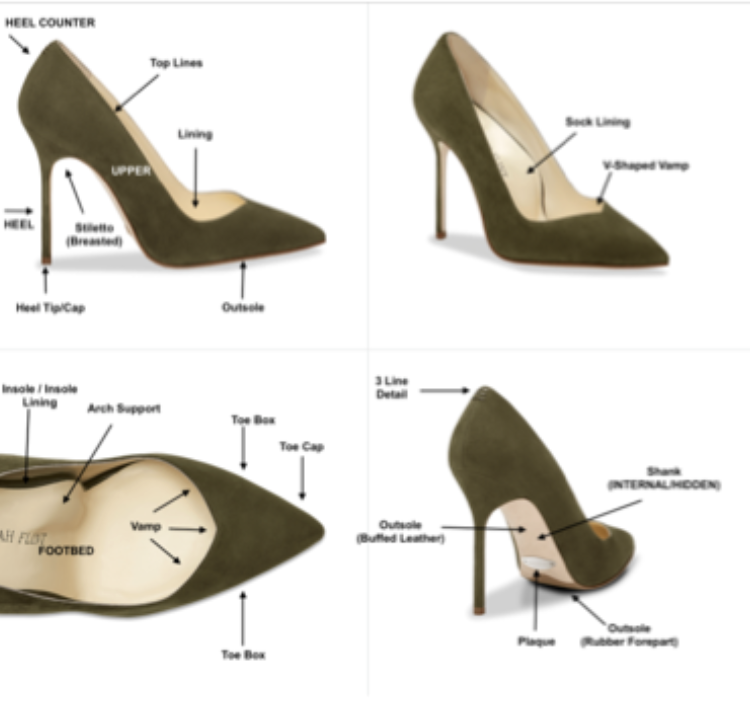 HEEL COUNTER
Top Lines
Lining
UPPER
HEEL
Stiletto
(Breasted)
Heel Tip/Cap
Outsole
Sock Lining
V-Shaped Vamp
Insole / Insole
Lining
Arch Support
Toe Box
Toe Cap
Vamp
FOOTBED
Toe Box
3 Line
Detail
Shank
(INTERNAL/HIDDEN)
Outsole
(Buffed Leather)
Plaque
Outsole
(Rubber Forepart)